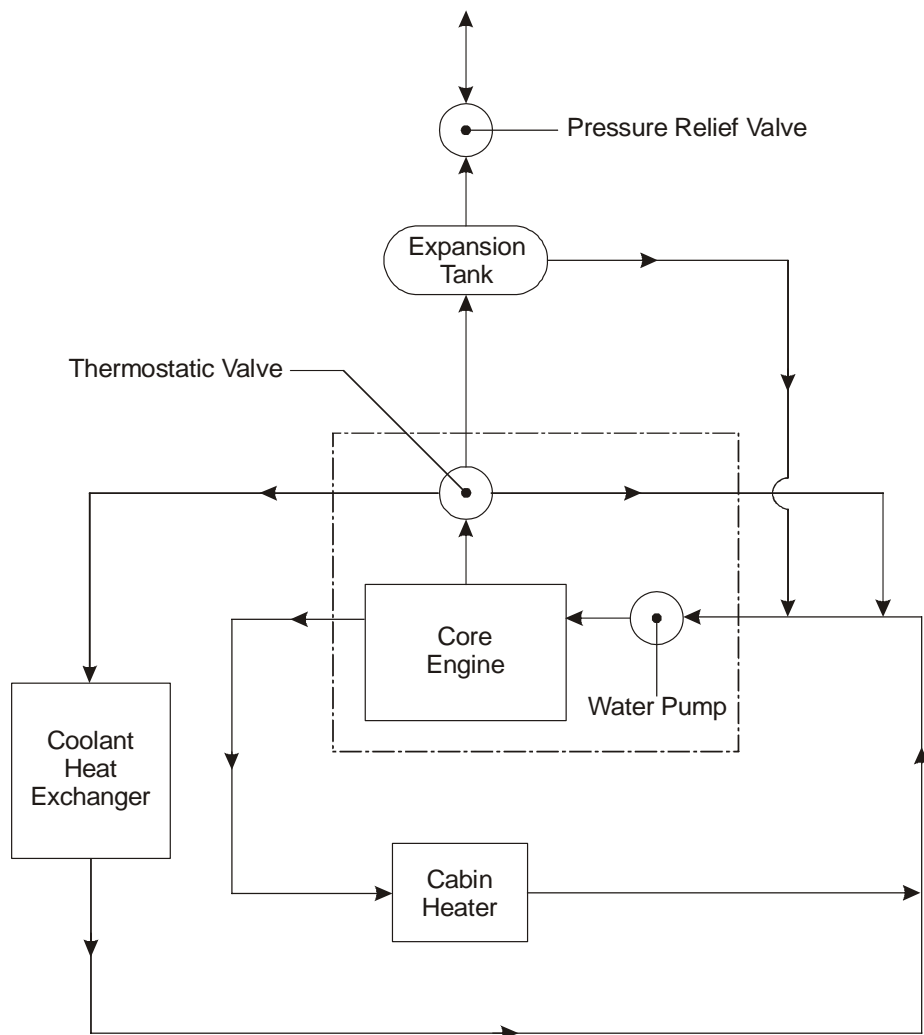 Pressure Relief Valve
Expansion
Tank
Thermostatic Valve
Core
Engine
Water Pump
Coolant
Heat
Exchanger
Cabin
Heater